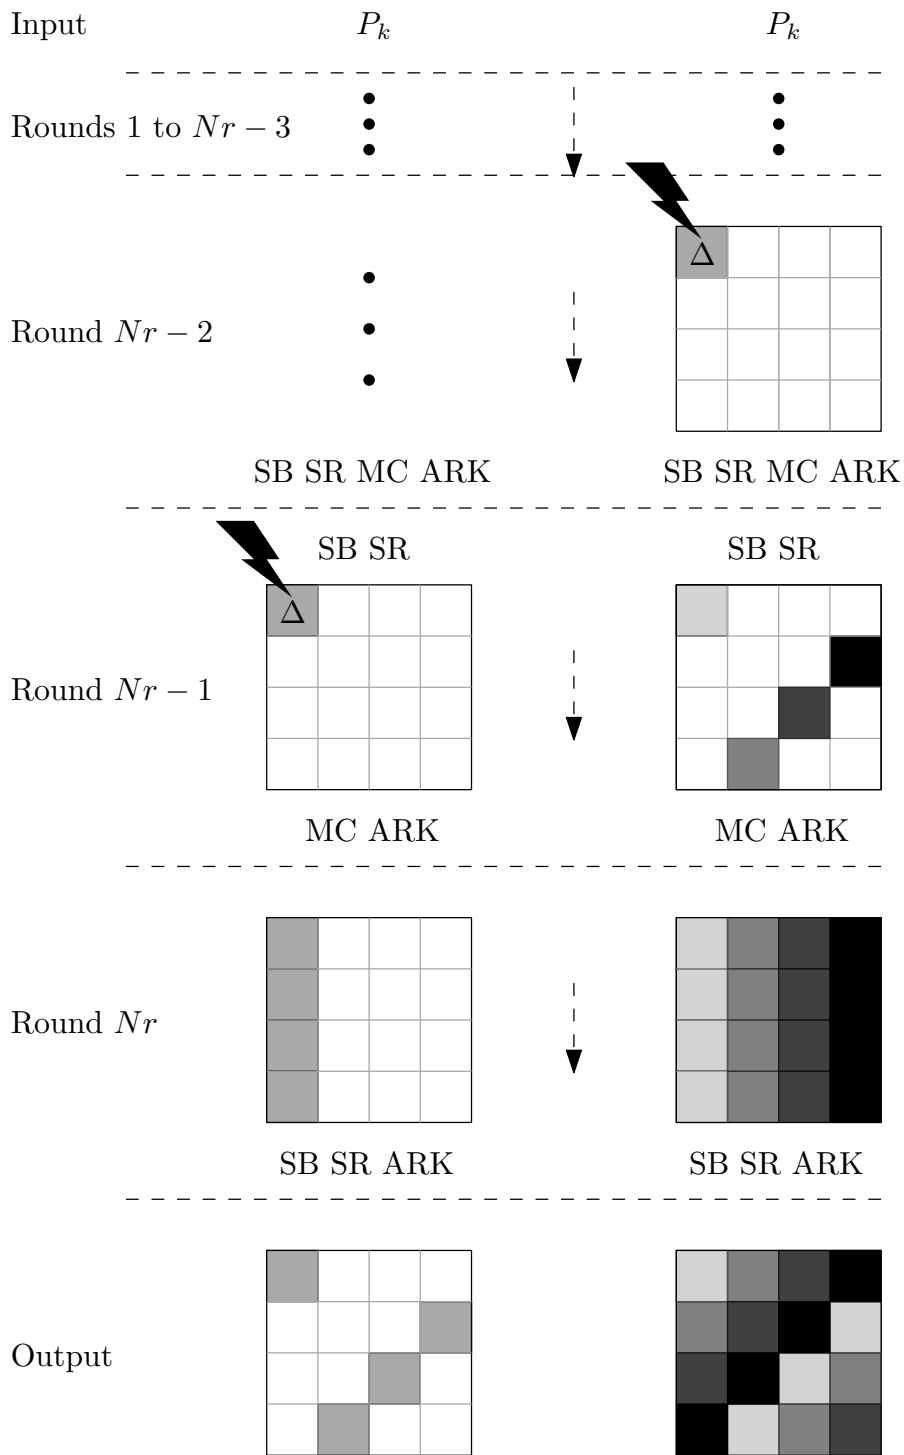 Input P_k P_k
Rounds 1 to Nr − 3
Δ
Round Nr − 2
SB SR MC ARK SB SR MC ARK
SB SR SB SR
Δ
Round Nr − 1
MC ARK MC ARK
Round Nr
SB SR ARK SB SR ARK
Output